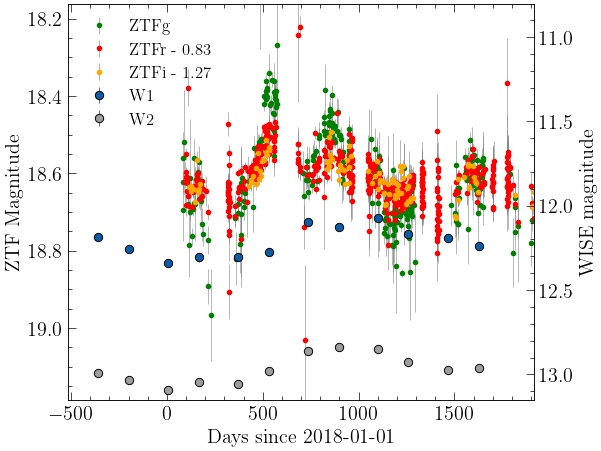 ZTFg
ZTFr - 0.83
ZTFi - 1.27
W1
W2
18.2
18.4
18.6
18.8
19.0
ZTF Magnitude
11.0
11.5
12.0
12.5
13.0
WISE magnitude
−500
0
500
1000
1500
Days since 2018-01-01